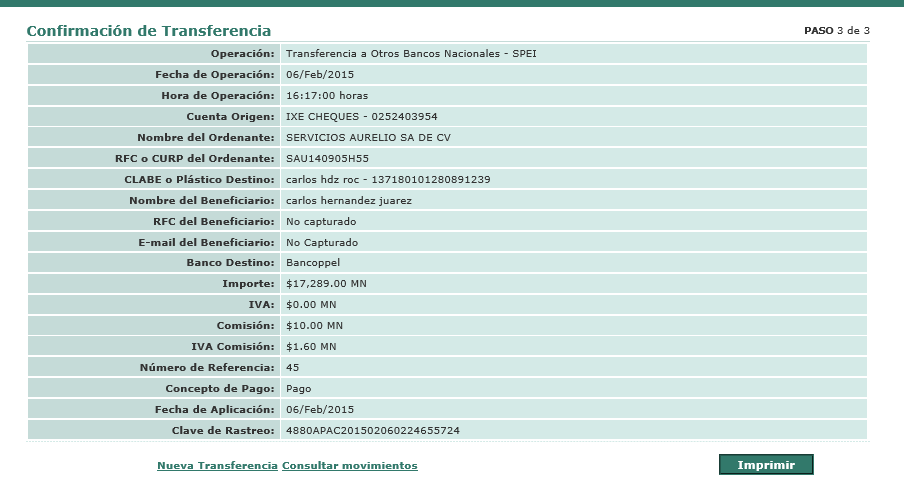 Confirmación de Transferencia
PASO 3 de 3
Operación: Transferencia a Otros Bancos Nacionales - SPEI
Fecha de Operación: 06/Feb/2015
Hora de Operación: 16:17:00 horas
Cuenta Origen: IXE CHEQUES - 0252403954
Nombre del Ordenante: SERVICIOS AURELIO SA DE CV
RFC o CURP del Ordenante: SAU140905H55
CLABE o Plástico Destino: carlos hdz roc - 137180101280891239
Nombre del Beneficiario: carlos hernandez juarez
RFC del Beneficiario: No capturado
E-mail del Beneficiario: No Capturado
Banco Destino: Bancoppel
Importe: $17,289.00 MN
IVA: $0.00 MN
Comisión: $10.00 MN
IVA Comisión: $1.60 MN
Número de Referencia: 45
Concepto de Pago: Pago
Fecha de Aplicación: 06/Feb/2015
Clave de Rastreo: 4880APAC201502060224655724
Nueva Transferencia Consultar movimientos
Imprimir